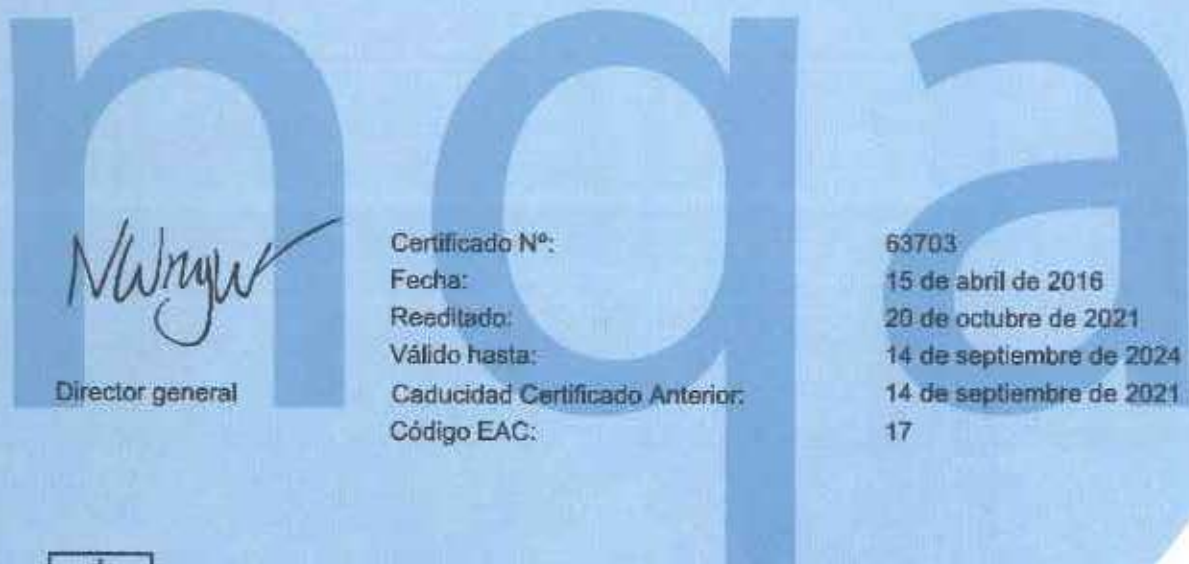 nqa
Certificado Nº: 63703
Fecha: 15 de abril de 2016
Reeditado: 20 de octubre de 2021
Válido hasta: 14 de septiembre de 2024
Director general
Caducidad Certificado Anterior: 14 de septiembre de 2021
Código EAC: 17